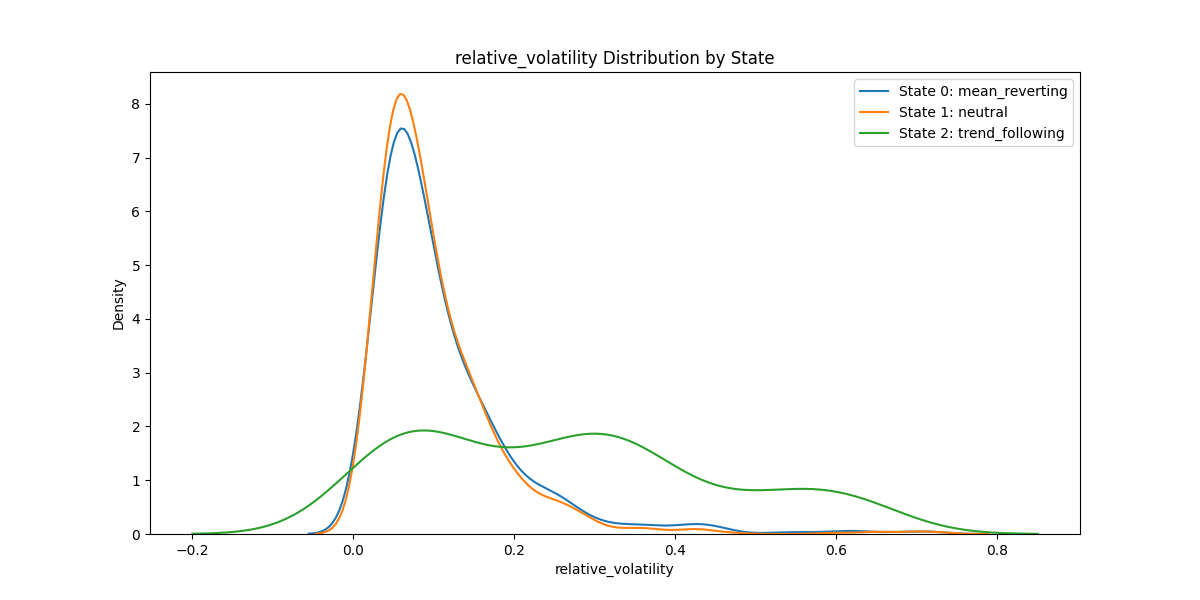 relative_volatility Distribution by State
State 0: mean_reverting
State 1: neutral
State 2: trend_following
Density
8
7
6
5
4
3
2
1
0
−0.2
0.0
0.2
0.4
0.6
0.8
relative_volatility